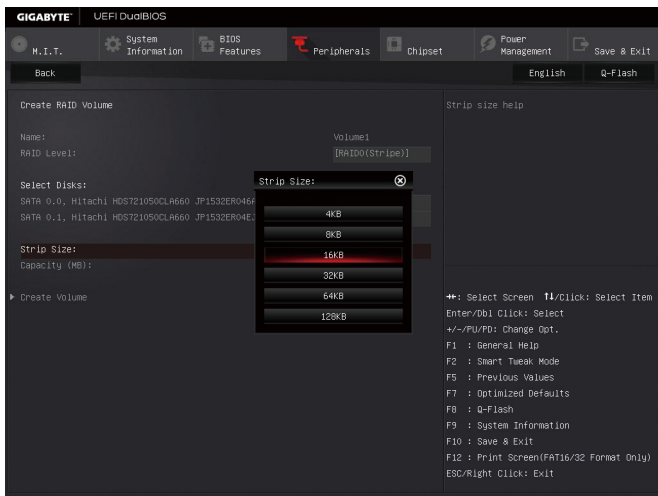 GIGABYTE™ UEFI DualBIOS
M.I.T.
System Information
BIOS Features
Peripherals
Chipset
Power Management
Save & Exit
Back
English
Q-Flash
Create RAID Volume
Strip size help
Name: Volume1
RAID Level: [RAID0(Stripe)]
Select Disks:
SATA 0.0, Hitachi HDS721050CLA660 JP1532ER046
SATA 0.1, Hitachi HDS721050CLA660 JP1532ER04EJ
Strip Size:
Capacity (MB):
▶ Create Volume
Strip Size:
4KB
8KB
16KB
32KB
64KB
128KB
→←: Select Screen ↑↓/Click: Select Item
Enter/Dbl Click: Select
+/-/PU/PD: Change Opt.
F1 : General Help
F2 : Smart Tweak Mode
F5 : Previous Values
F7 : Optimized Defaults
F8 : Q-Flash
F9 : System Information
F10 : Save & Exit
F12 : Print Screen(FAT16/32 Format Only)
ESC/Right Click: Exit